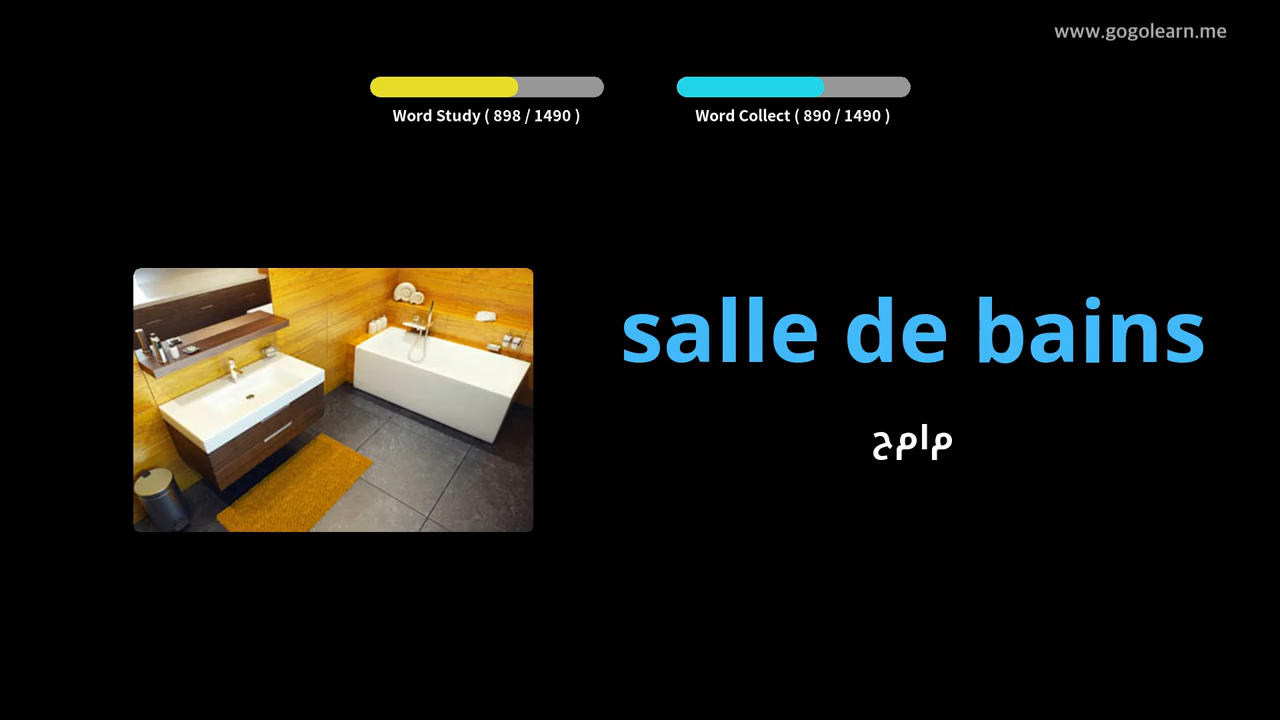 www.gogolearn.me
Word Study ( 898 / 1490 )
Word Collect ( 890 / 1490 )
salle de bains
حمام